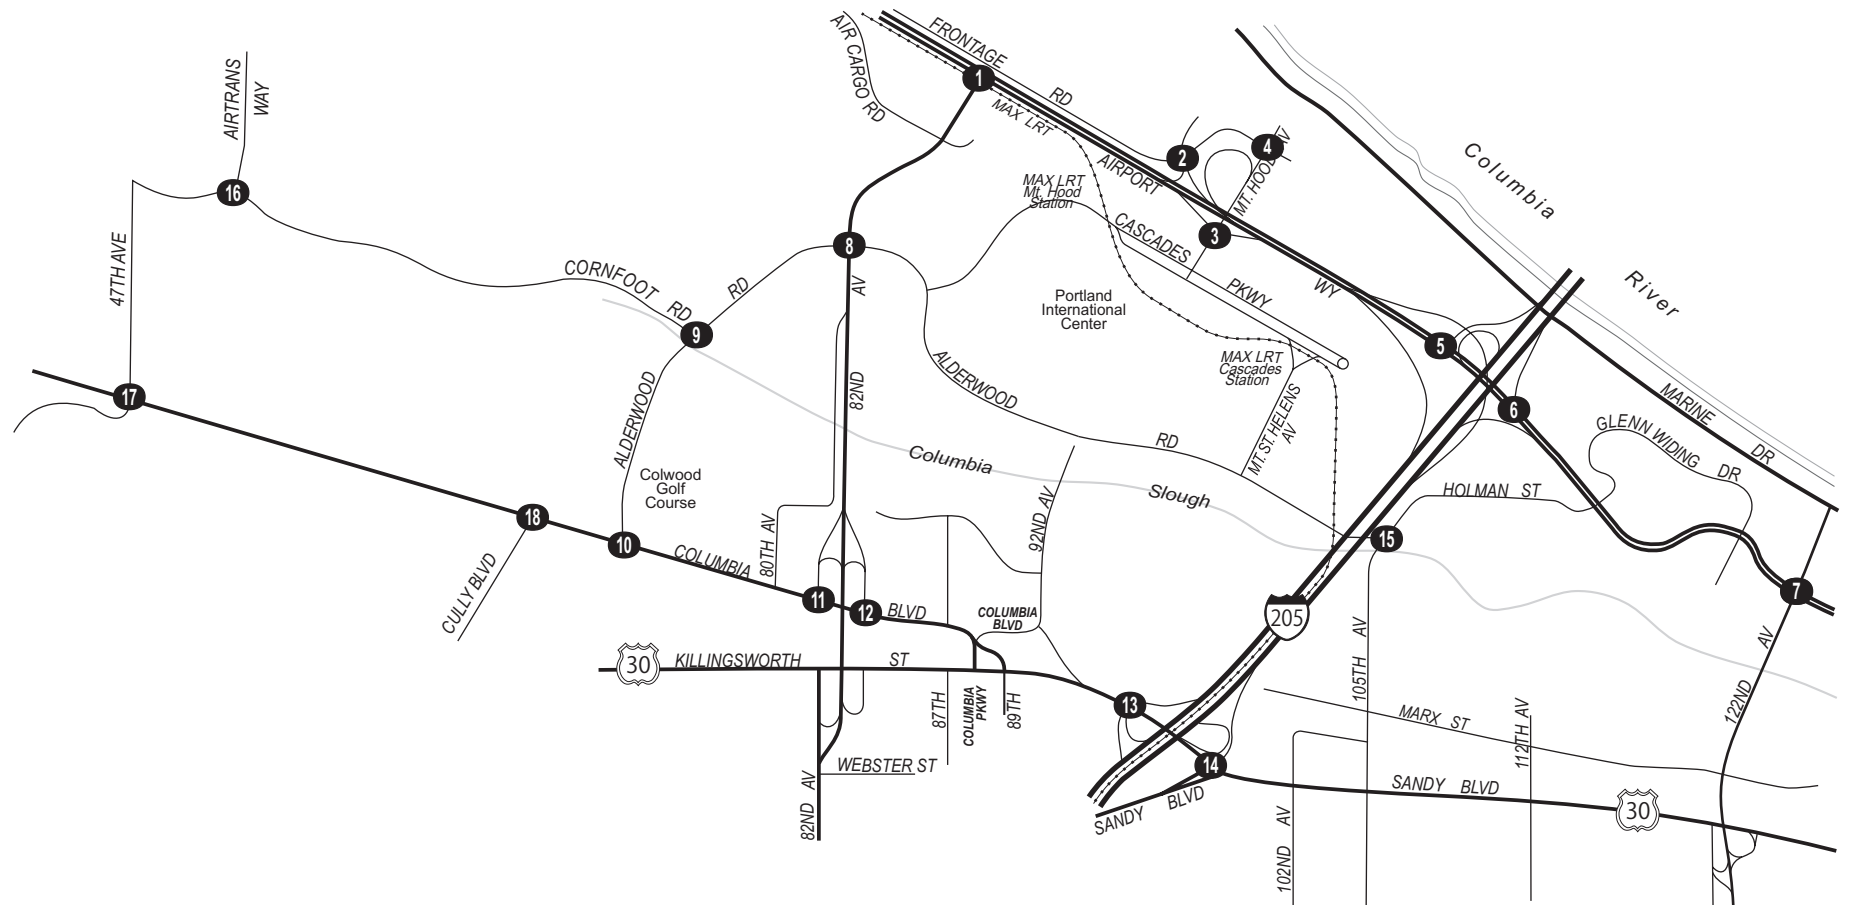 FRONTAGE
RD
AIR CARGO RD
1
MAX LRT
AIRTRANS
WAY
2
4
MT. HOOD AV
AIRPORT
WY
Columbia
River
16
MAX LRT
Mt. Hood
Station
CASCADES
PKWY
3
8
47TH AVE
CORNFOOT
RD
RD
AV
9
Portland
International
Center
5
MAX LRT
Cascades
Station
ALDERWOOD
RD
82ND
17
ALDERWOOD
MT. ST. HELENS
AV
6
MARINE
DR
GLENN WIDING
DR
Columbia
Slough
Colwood
Golf
Course
HOLMAN ST
18
10
80TH AV
92ND AV
15
COLUMBIA
BLVD
CULLY BLVD
11
12
COLUMBIA
BLVD
205
7
30
KILLINGSWORTH
ST
105TH AV
AV
122ND
87TH
COLUMBIA
PKWY
89TH
13
MARX ST
112TH AV
WEBSTER ST
14
82ND AV
SANDY
BLVD
SANDY BLVD
30
102ND AV